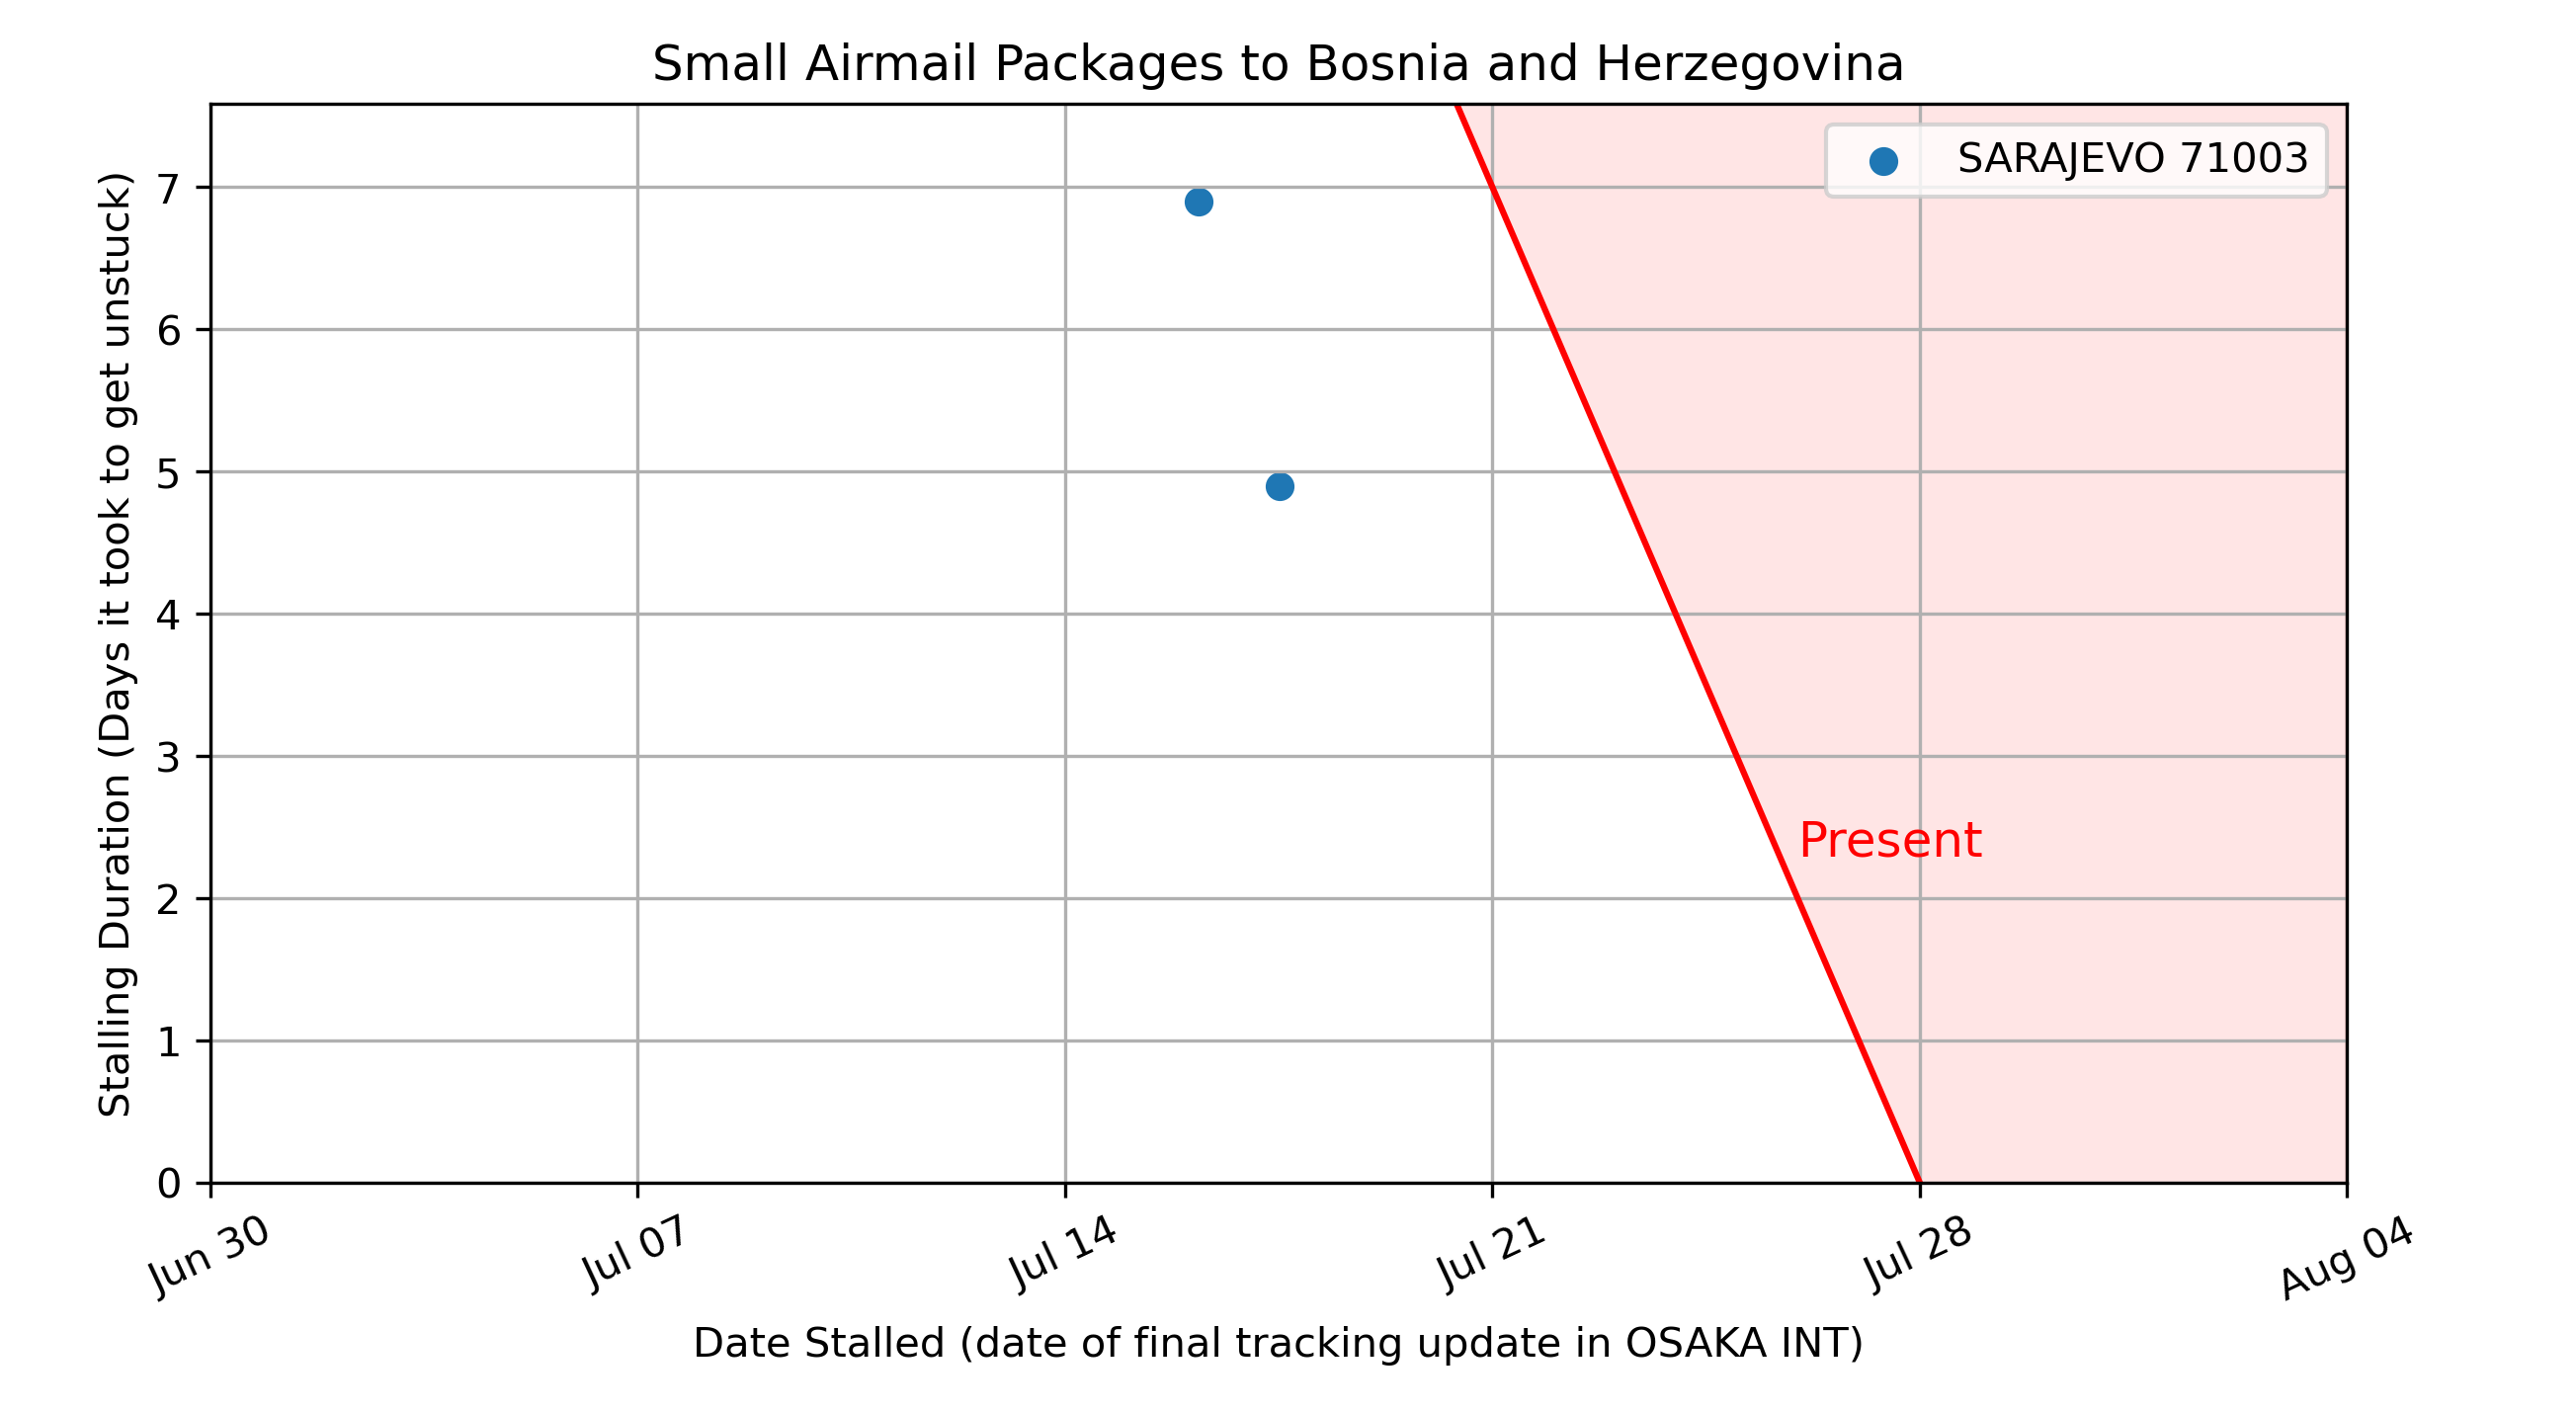 Small Airmail Packages to Bosnia and Herzegovina
SARAJEVO 71003
Stalling Duration (Days it took to get unstuck)
7
6
5
4
3
2
1
0
Present
Jun 30
Jul 07
Jul 14
Jul 21
Jul 28
Aug 04
Date Stalled (date of final tracking update in OSAKA INT)